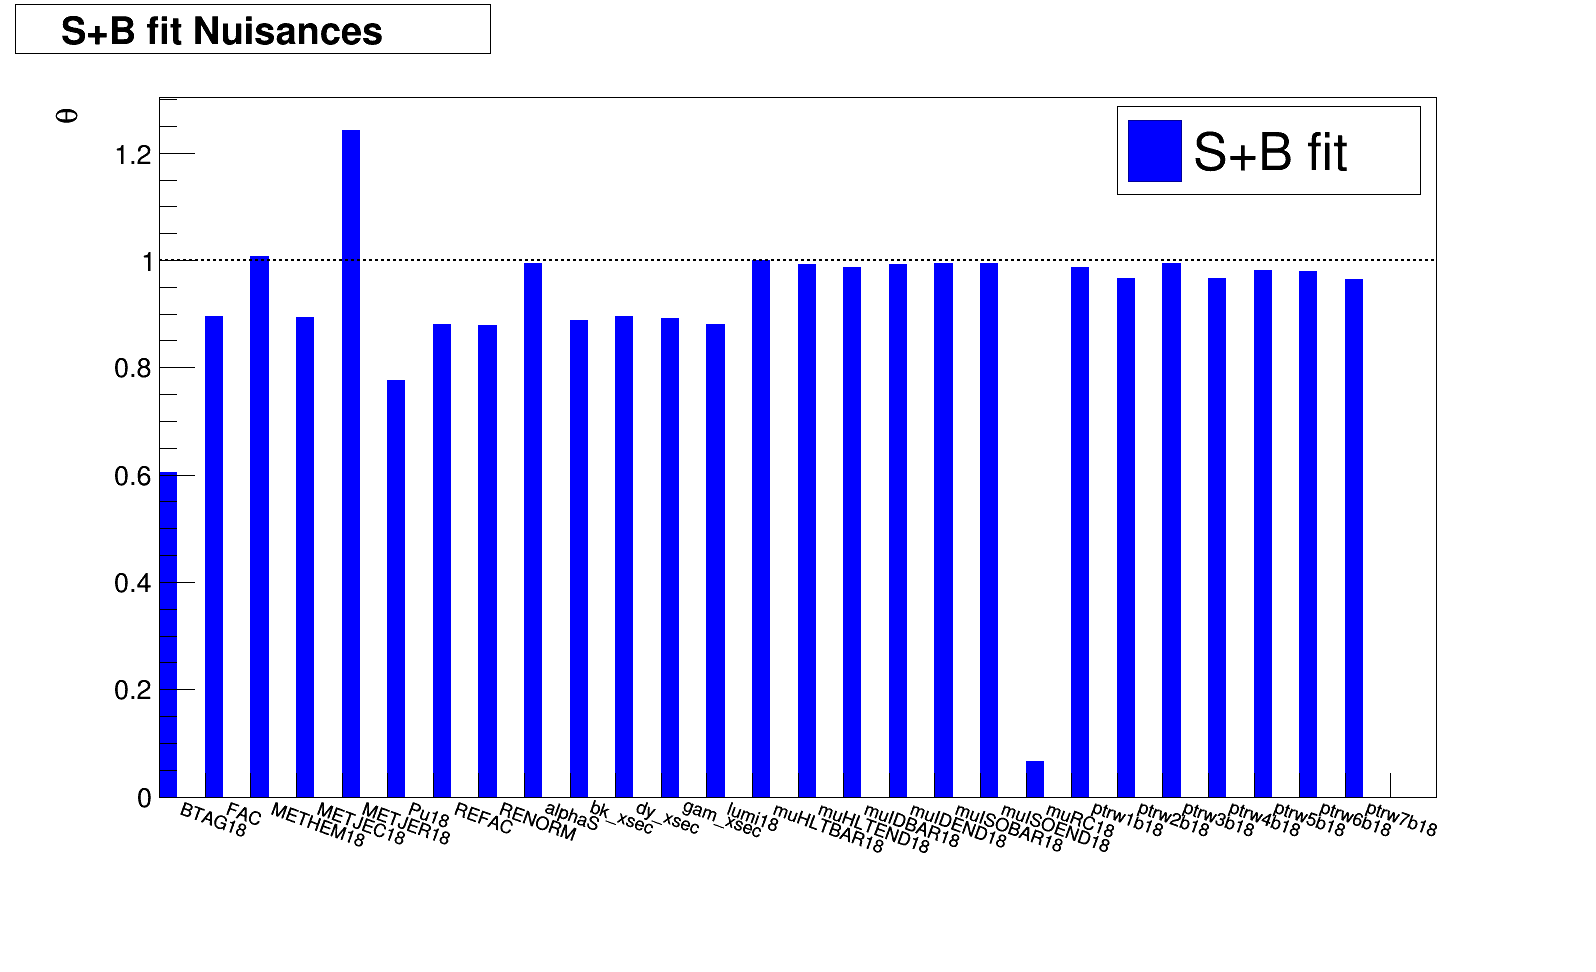 S+B fit Nuisances
θ
S+B fit
1.2
1
0.8
0.6
0.4
0.2
0
BTAG18
FAC
METHEM18
METJEC18
METJER18
Pu18
REFAC
RENORM
alphaS
bk_xsec
dy_xsec
gam_xsec
lumi18
muHLTBAR18
muHLTEND18
muIDBAR18
muIDEND18
muISOBAR18
muISOEND18
muRC18
ptrw1b18
ptrw2b18
ptrw3b18
ptrw4b18
ptrw5b18
ptrw6b18
ptrw7b18